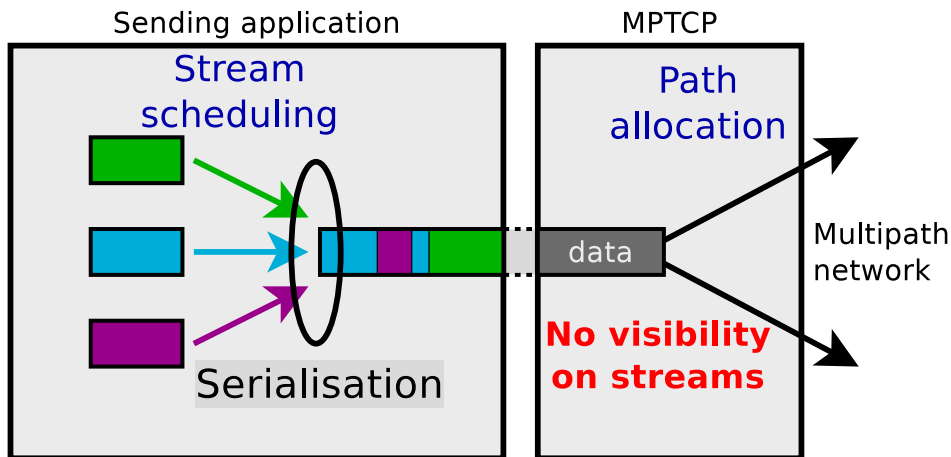 Sending application
MPTCP
Stream
scheduling
Path
allocation
data
Multipath
network
No visibility
on streams
Serialisation